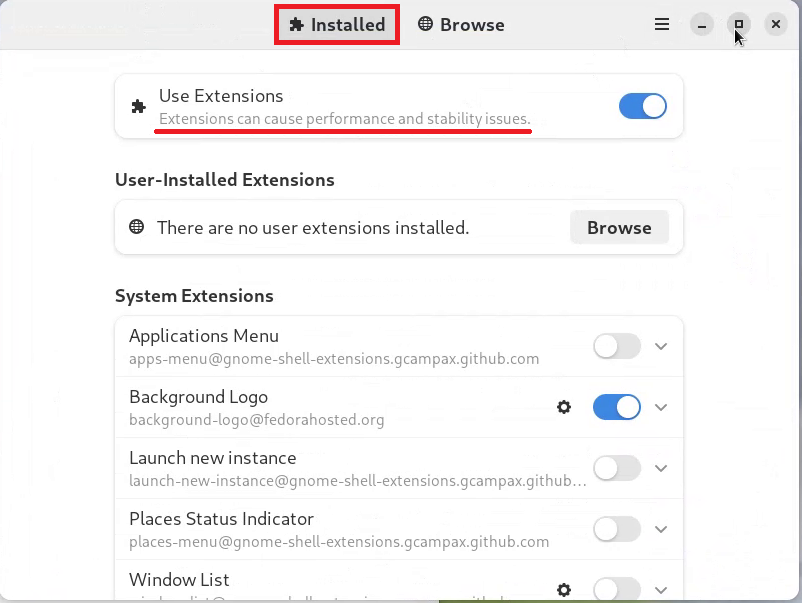 Installed
Browse
Use Extensions
Extensions can cause performance and stability issues.
User-Installed Extensions
There are no user extensions installed.
Browse
System Extensions
Applications Menu
apps-menu@gnome-shell-extensions.gcampax.github.com
Background Logo
background-logo@fedorahosted.org
Launch new instance
launch-new-instance@gnome-shell-extensions.gcampax.github...
Places Status Indicator
places-menu@gnome-shell-extensions.gcampax.github.com
Window List